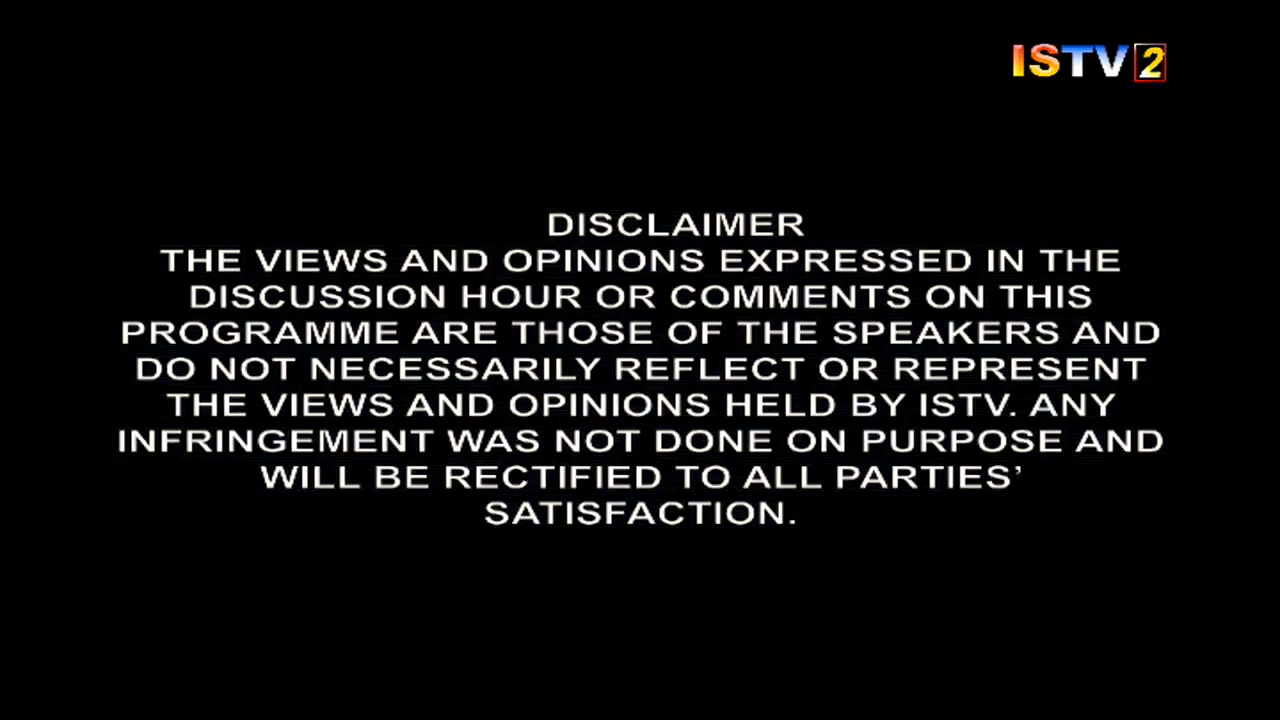 ISTV 2
DISCLAIMER
THE VIEWS AND OPINIONS EXPRESSED IN THE
DISCUSSION HOUR OR COMMENTS ON THIS
PROGRAMME ARE THOSE OF THE SPEAKERS AND
DO NOT NECESSARILY REFLECT OR REPRESENT
THE VIEWS AND OPINIONS HELD BY ISTV. ANY
INFRINGEMENT WAS NOT DONE ON PURPOSE AND
WILL BE RECTIFIED TO ALL PARTIES’
SATISFACTION.